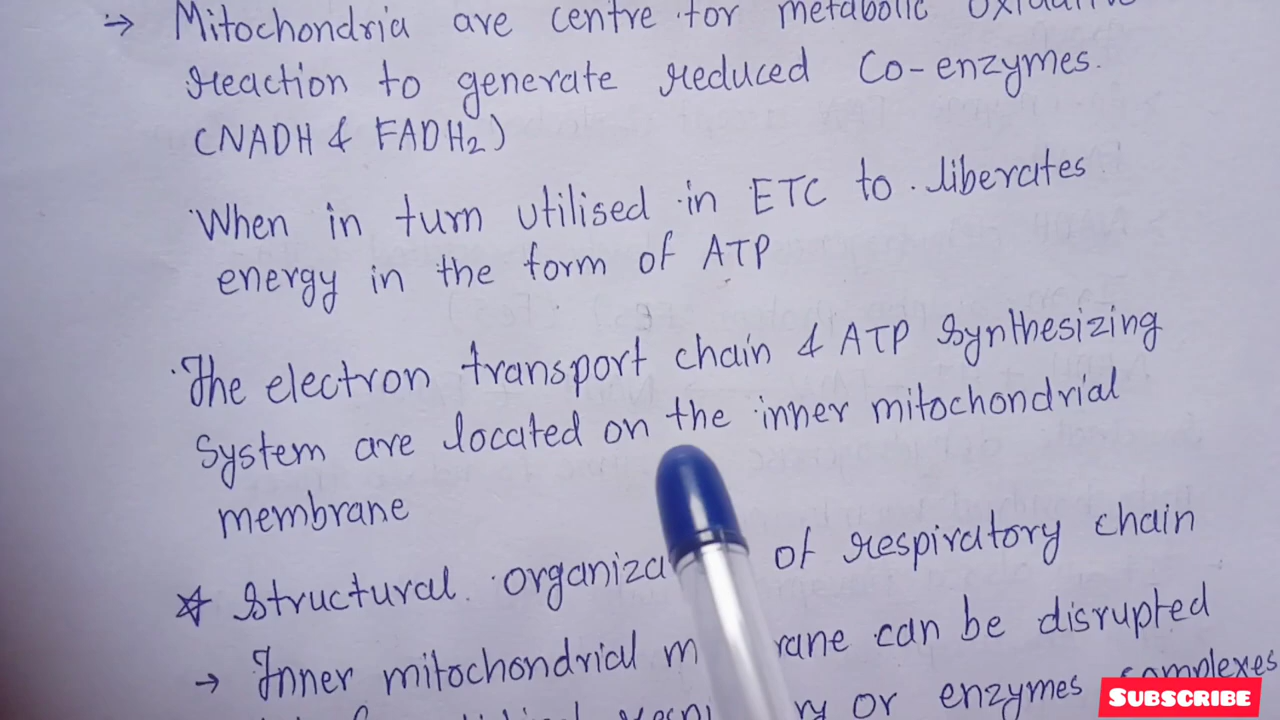 → Mitochondria are centre for metabolic oxidative
reaction to generate reduced Co-enzymes.
(NADH & FADH₂)
When in turn utilised in ETC to liberates
energy in the form of ATP
The electron transport chain & ATP Synthesizing
System are located on the inner mitochondrial
membrane
☆ Structural organiza of respiratory chain
→ Inner mitochondrial m rane can be disrupted
or enzymes complexes
SUBSCRIBE